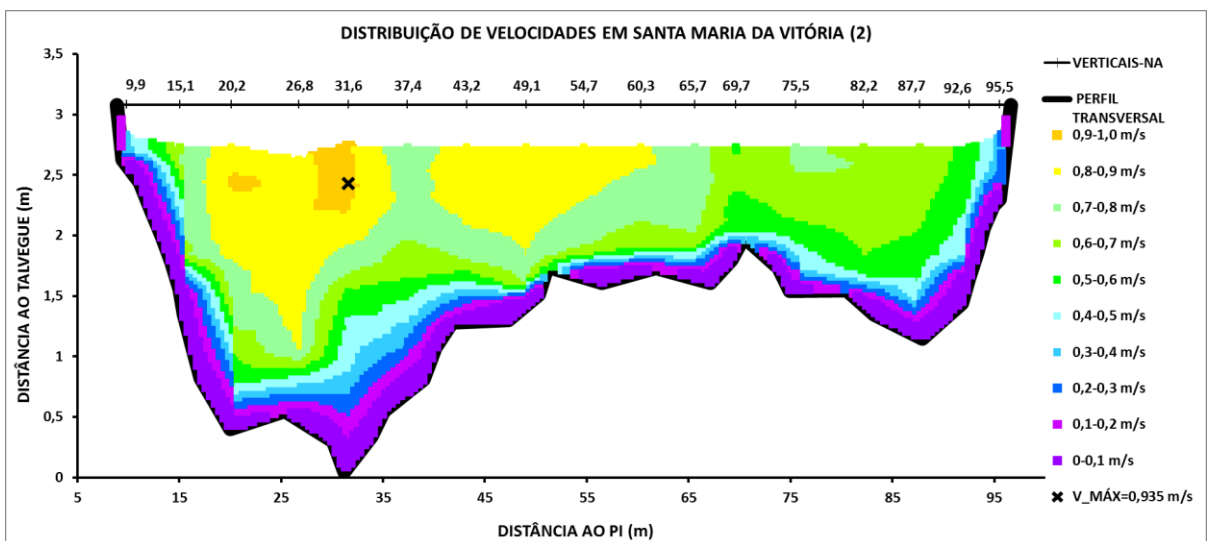 DISTRIBUIÇÃO DE VELOCIDADES EM SANTA MARIA DA VITÓRIA (2)
DISTÂNCIA AO TALVEGUE (m)
3,5
3
2,5
2
1,5
1
0,5
0
9,9 15,1 20,2 26,8 31,6 37,4 43,2 49,1 54,7 60,3 65,7 69,7 75,5 82,2 87,7 92,6 95,5
5 15 25 35 45 55 65 75 85 95
DISTÂNCIA AO PI (m)
VERTICAIS-NA
PERFIL
TRANSVERSAL
0,9-1,0 m/s
0,8-0,9 m/s
0,7-0,8 m/s
0,6-0,7 m/s
0,5-0,6 m/s
0,4-0,5 m/s
0,3-0,4 m/s
0,2-0,3 m/s
0,1-0,2 m/s
0-0,1 m/s
V_MÁX=0,935 m/s